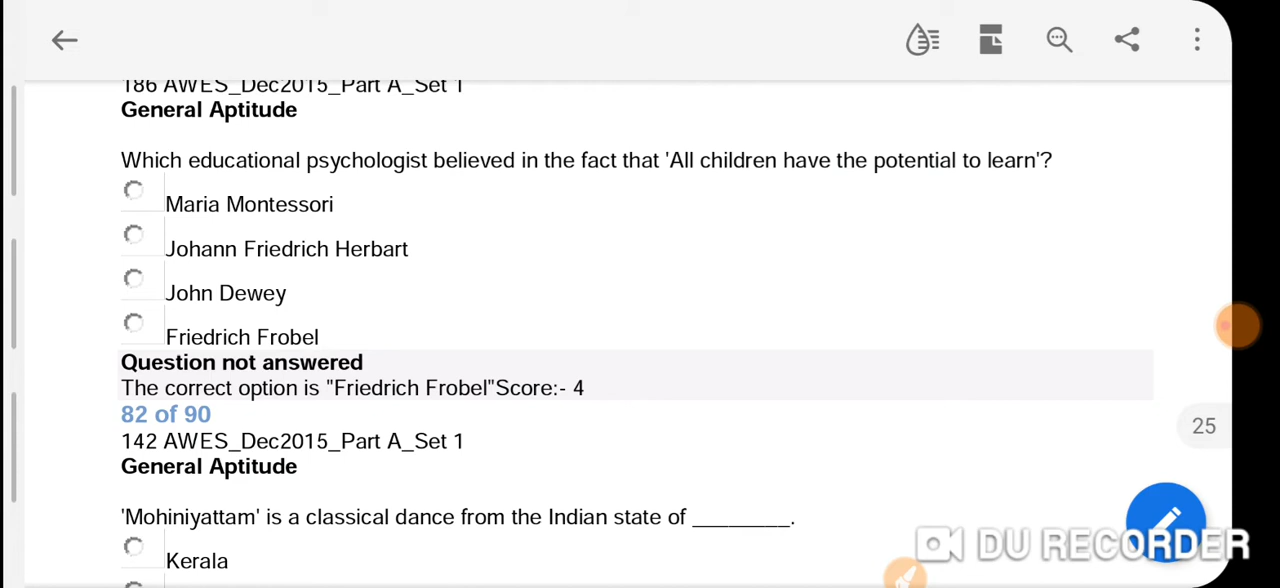 186 AWES_Dec2015_Part A_Set 1
General Aptitude
Which educational psychologist believed in the fact that 'All children have the potential to learn'?
Maria Montessori
Johann Friedrich Herbart
John Dewey
Friedrich Frobel
Question not answered
The correct option is "Friedrich Frobel"Score:- 4
82 of 90
25
142 AWES_Dec2015_Part A_Set 1
General Aptitude
'Mohiniyattam' is a classical dance from the Indian state of ________.
Kerala
DU RECORDER